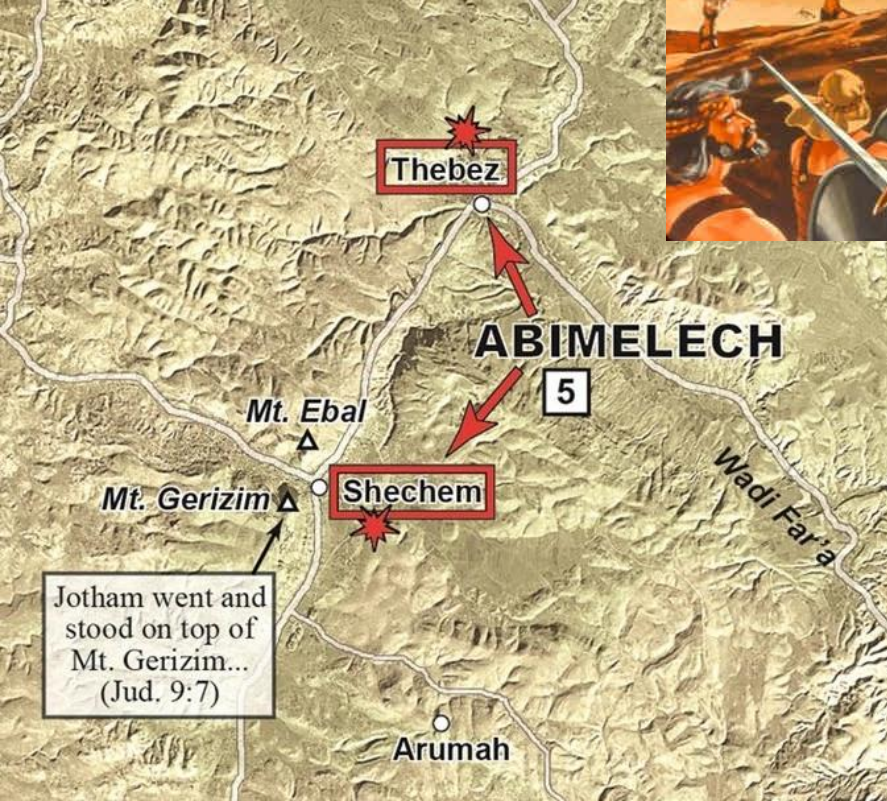 Thebez
ABIMELECH
5
Mt. Ebal
Mt. Gerizim
Shechem
Wadi Far'a
Jotham went and
stood on top of
Mt. Gerizim...
(Jud. 9:7)
Arumah